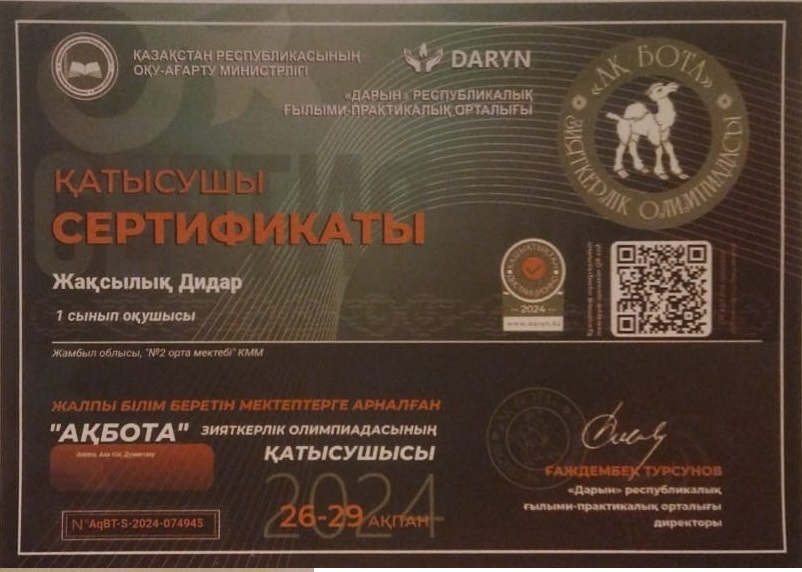 ҚАЗАҚСТАН РЕСПУБЛИКАСЫНЫҢ
ОҚУ-АҒАРТУ МИНИСТРЛІГІ
DARYN
«ДАРЫН» РЕСПУБЛИКАЛЫҚ
ҒЫЛЫМИ-ПРАКТИКАЛЫҚ ОРТАЛЫҒЫ
«АҚ БОТА»
ЗИЯТКЕРЛІК ОЛИМПИАДАСЫ
ҚАТЫСУШЫ
СЕРТИФИКАТЫ
Жақсылық Дидар
1 сынып оқушысы
2024
www.daryn.kz
Жамбыл облысы, "№2 орта мектебі" КММ
ЖАЛПЫ БІЛІМ БЕРЕТІН МЕКТЕПТЕРГЕ АРНАЛҒАН
"АҚБОТА" ЗИЯТКЕРЛІК ОЛИМПИАДАСЫНЫҢ
ҚАТЫСУШЫСЫ
2024
26-29 АҚПАН
N°AqBT-S-2024-074945
ҒАЖДЕМБЕК ТУРСУНОВ
«Дарын» республикалық
ғылыми-практикалық орталығы
директоры